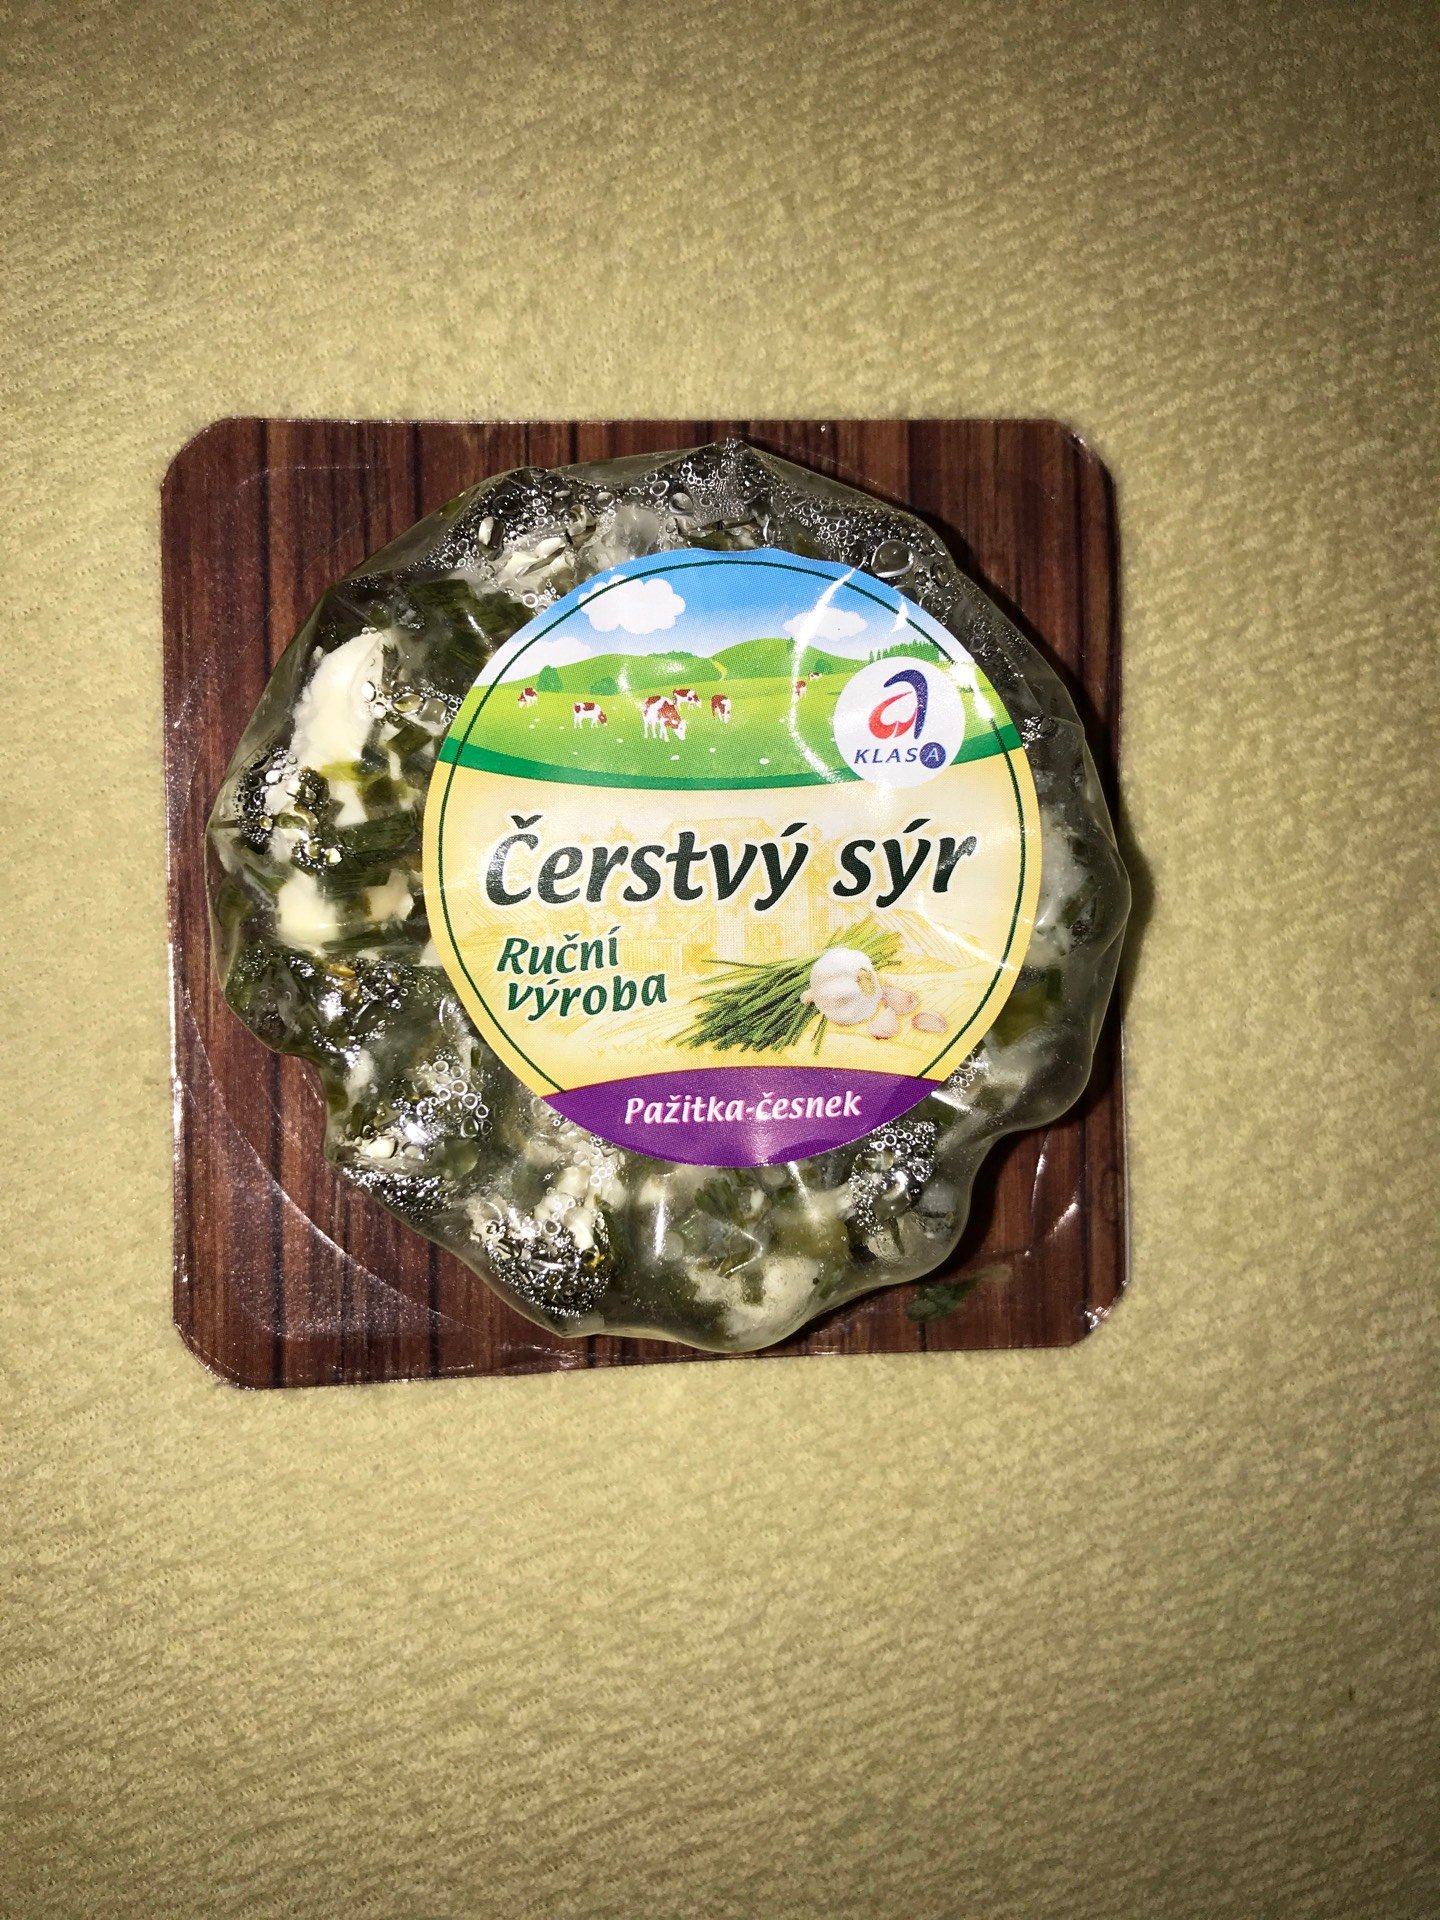 KLASA
Čerstvý sýr
Ruční
výroba
Pažitka-česnek